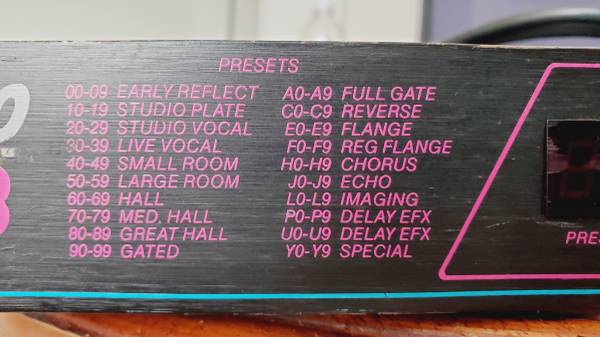 PRESETS
00-09 EARLY REFLECT A0-A9 FULL GATE
10-19 STUDIO PLATE C0-C9 REVERSE
20-29 STUDIO VOCAL E0-E9 FLANGE
30-39 LIVE VOCAL F0-F9 REG FLANGE
40-49 SMALL ROOM H0-H9 CHORUS
50-59 LARGE ROOM J0-J9 ECHO
60-69 HALL L0-L9 IMAGING
70-79 MED. HALL P0-P9 DELAY EFX
80-89 GREAT HALL U0-U9 DELAY EFX
90-99 GATED Y0-Y9 SPECIAL
PRES